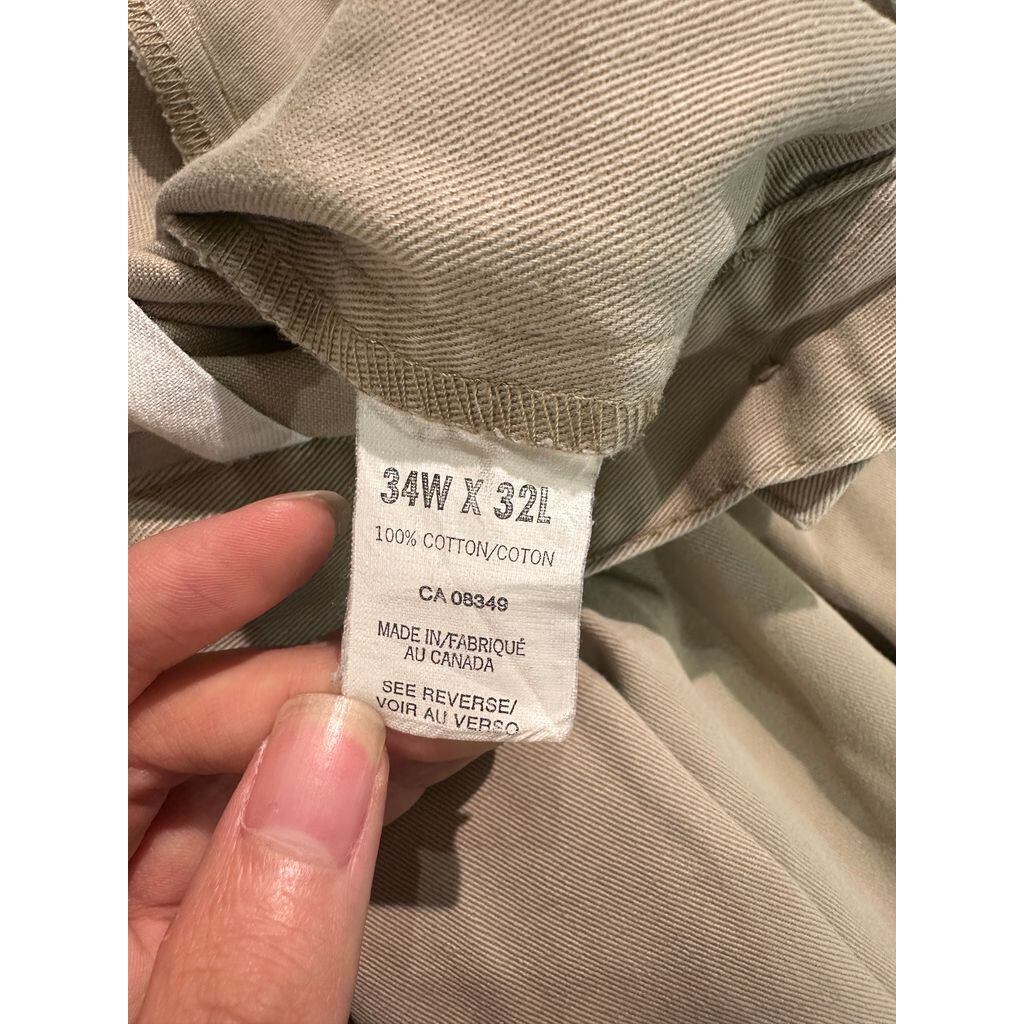 34W X 32L
100% COTTON/COTON
CA 08349
MADE IN/FABRIQUÉ
AU CANADA
SEE REVERSE/
VOIR AU VERSO